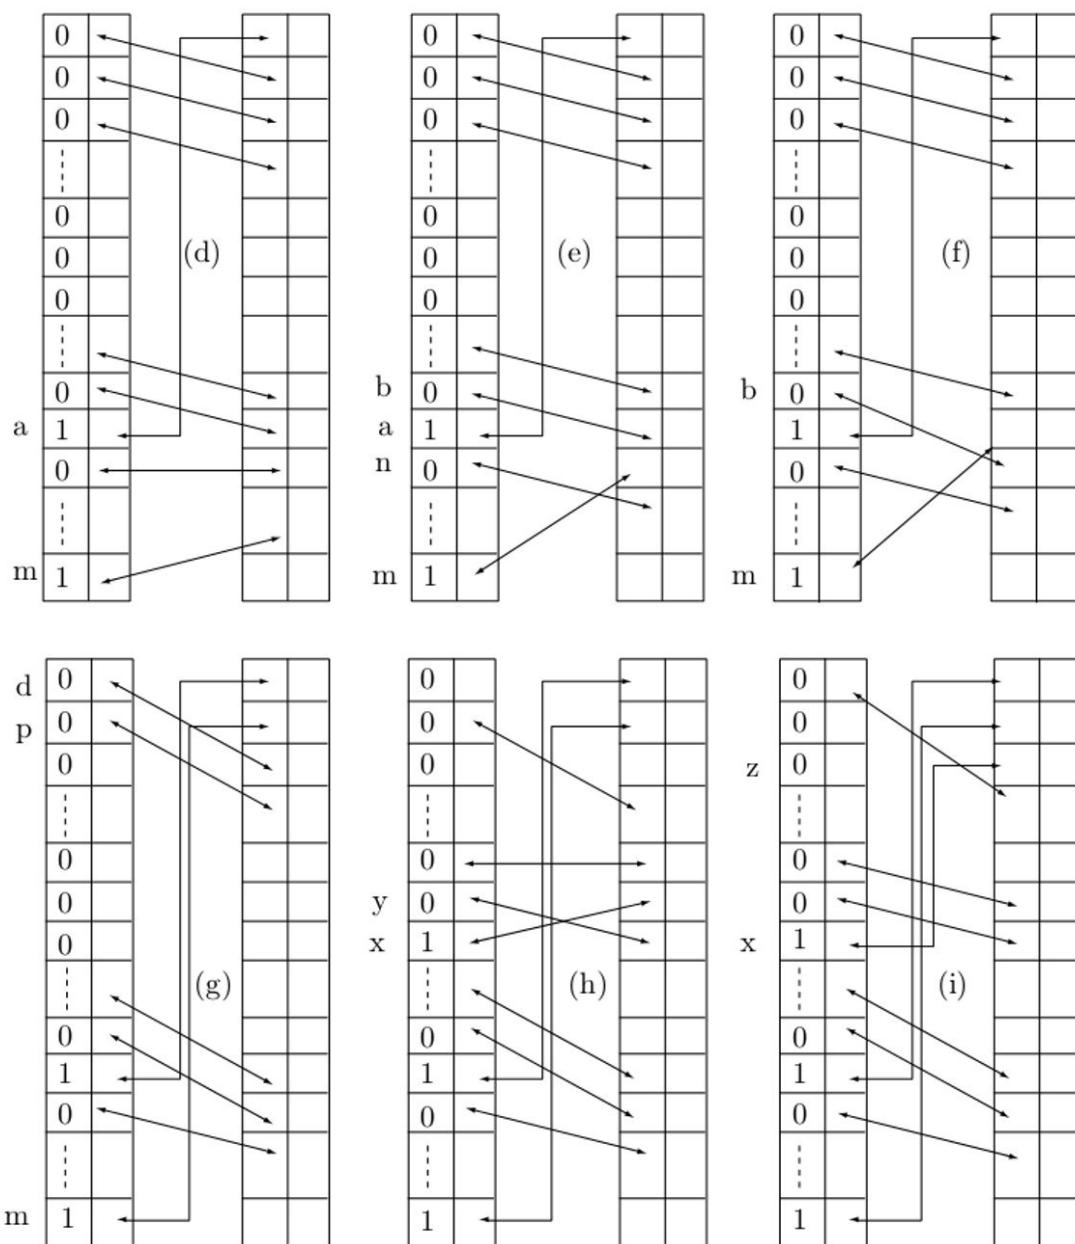 0 0 0
0 0 0
0 0 0
0 0 0
(d) (e) (f)
0 0 0
0 0 0
0 b 0 b 0
a 1 a 1 1
0 n 0 0
m 1 m 1 m 1
d 0 0 0
p 0 0 0
0 0 z 0
0 0 0
0 y 0 0
0 x 1 x 1
(g) (h) (i)
0 0 0
1 1 1
0 0 0
m 1 1 1